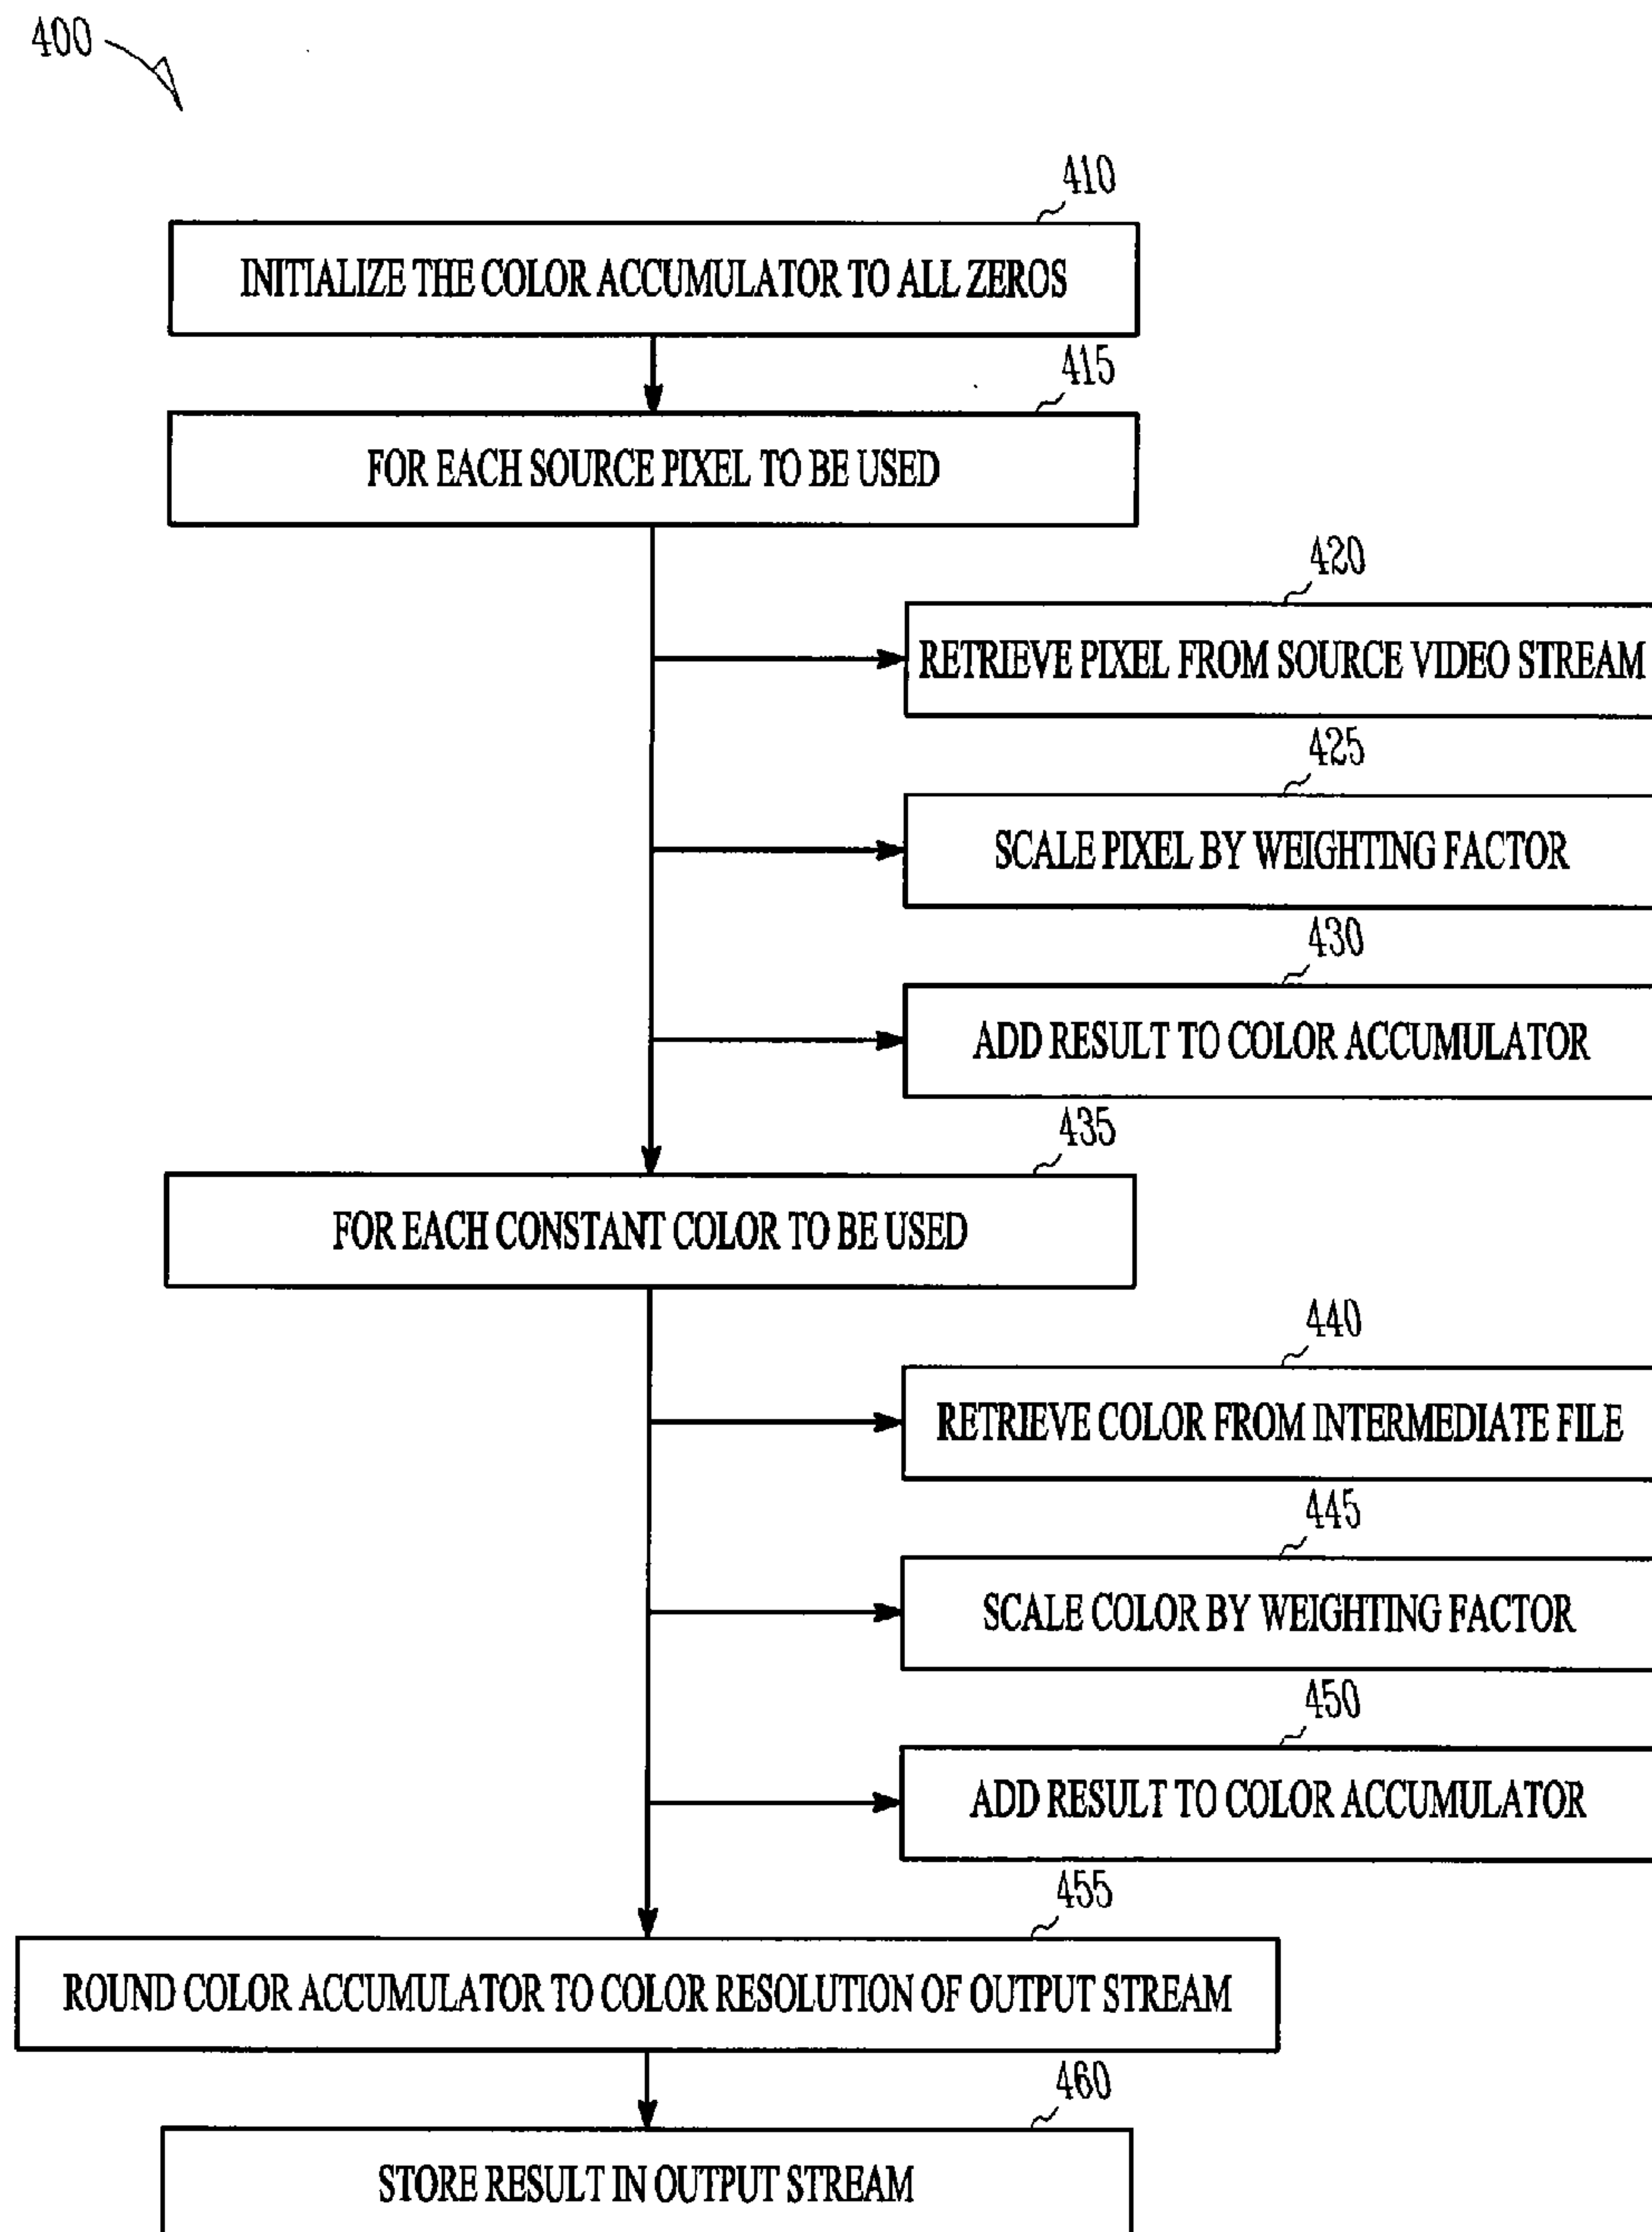 400
410
INITIALIZE THE COLOR ACCUMULATOR TO ALL ZEROS
415
FOR EACH SOURCE PIXEL TO BE USED
420
RETRIEVE PIXEL FROM SOURCE VIDEO STREAM
425
SCALE PIXEL BY WEIGHTING FACTOR
430
ADD RESULT TO COLOR ACCUMULATOR
435
FOR EACH CONSTANT COLOR TO BE USED
440
RETRIEVE COLOR FROM INTERMEDIATE FILE
445
SCALE COLOR BY WEIGHTING FACTOR
450
ADD RESULT TO COLOR ACCUMULATOR
455
ROUND COLOR ACCUMULATOR TO COLOR RESOLUTION OF OUTPUT STREAM
460
STORE RESULT IN OUTPUT STREAM